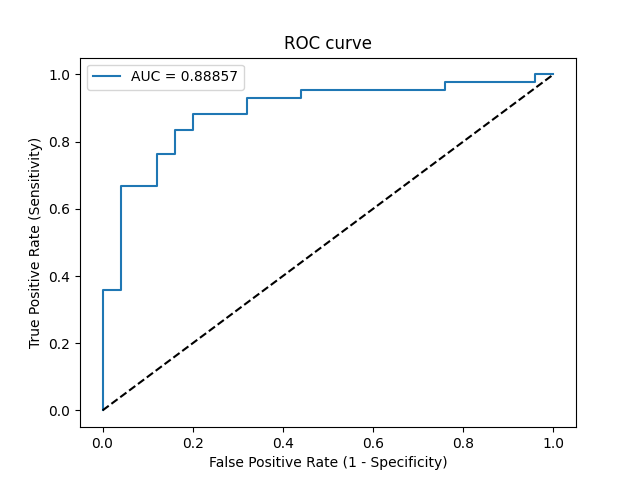 ROC curve
AUC = 0.88857
True Positive Rate (Sensitivity)
1.0
0.8
0.6
0.4
0.2
0.0
0.0 0.2 0.4 0.6 0.8 1.0
False Positive Rate (1 - Specificity)